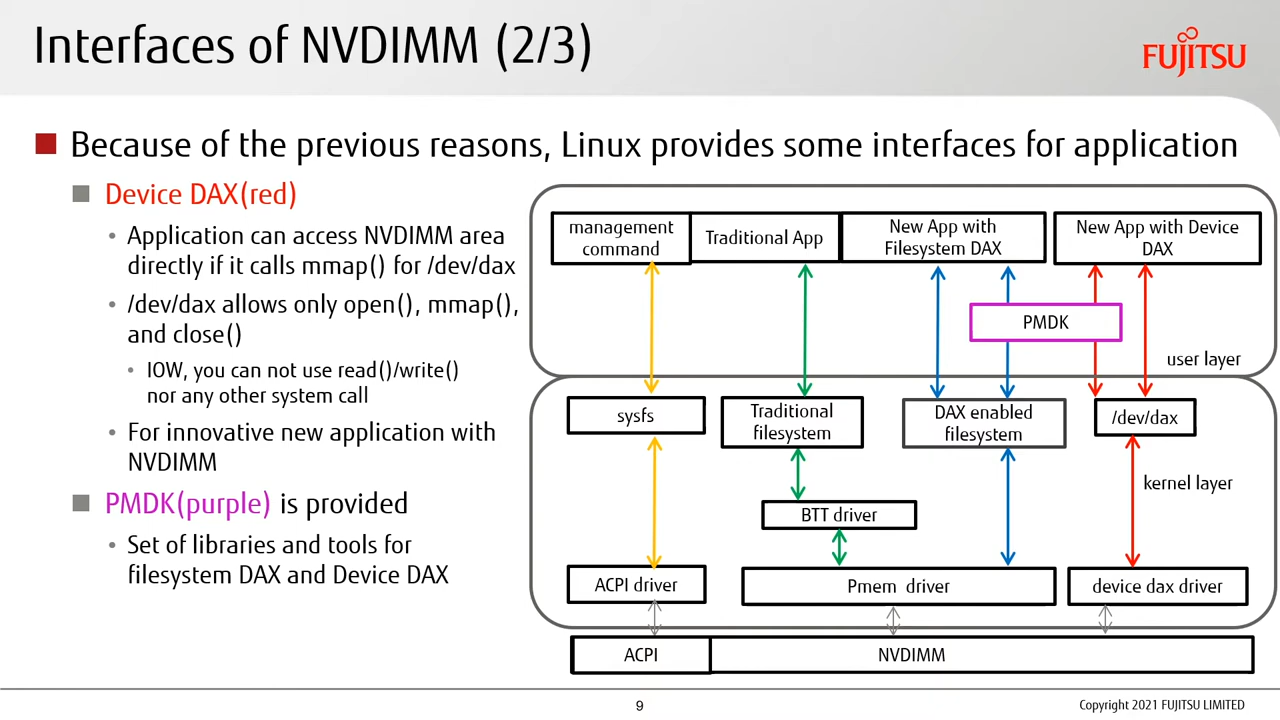 Interfaces of NVDIMM (2/3)
FUJITSU
Because of the previous reasons, Linux provides some interfaces for application
Device DAX(red)
Application can access NVDIMM area
directly if it calls mmap() for /dev/dax
/dev/dax allows only open(), mmap(),
and close()
IOW, you can not use read()/write()
nor any other system call
For innovative new application with
NVDIMM
PMDK(purple) is provided
Set of libraries and tools for
filesystem DAX and Device DAX
management
command
Traditional App
New App with
Filesystem DAX
New App with Device
DAX
PMDK
user layer
sysfs
Traditional
filesystem
DAX enabled
filesystem
/dev/dax
kernel layer
BTT driver
ACPI driver
Pmem driver
device dax driver
ACPI
NVDIMM
9
Copyright 2021 FUJITSU LIMITED